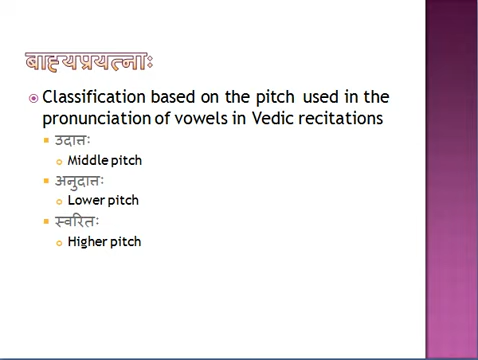 बाह्यप्रयत्नाः
Classification based on the pitch used in the
pronunciation of vowels in Vedic recitations
उदात्तः
Middle pitch
अनुदात्तः
Lower pitch
स्वरितः
Higher pitch